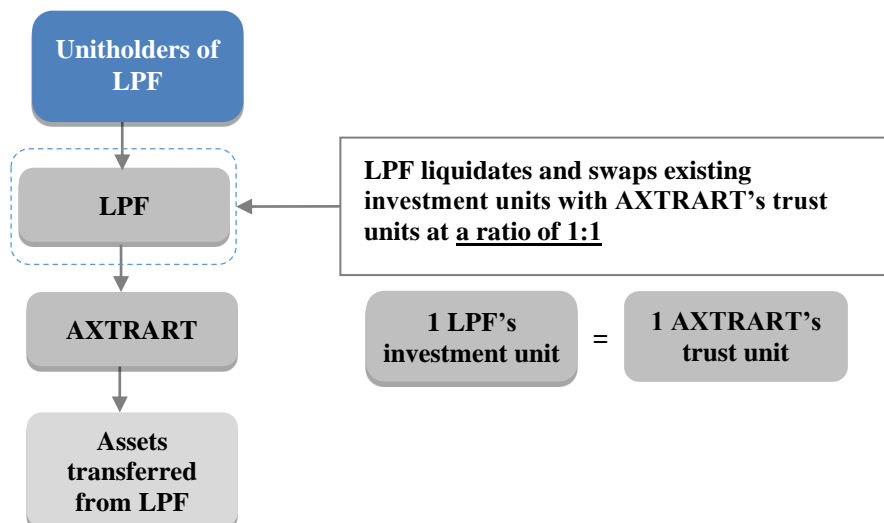 Unitholders of
LPF
LPF
LPF liquidates and swaps existing
investment units with AXTRART’s trust
units at a ratio of 1:1
AXTRART
1 LPF’s
investment unit
=
1 AXTRART’s
trust unit
Assets
transferred
from LPF